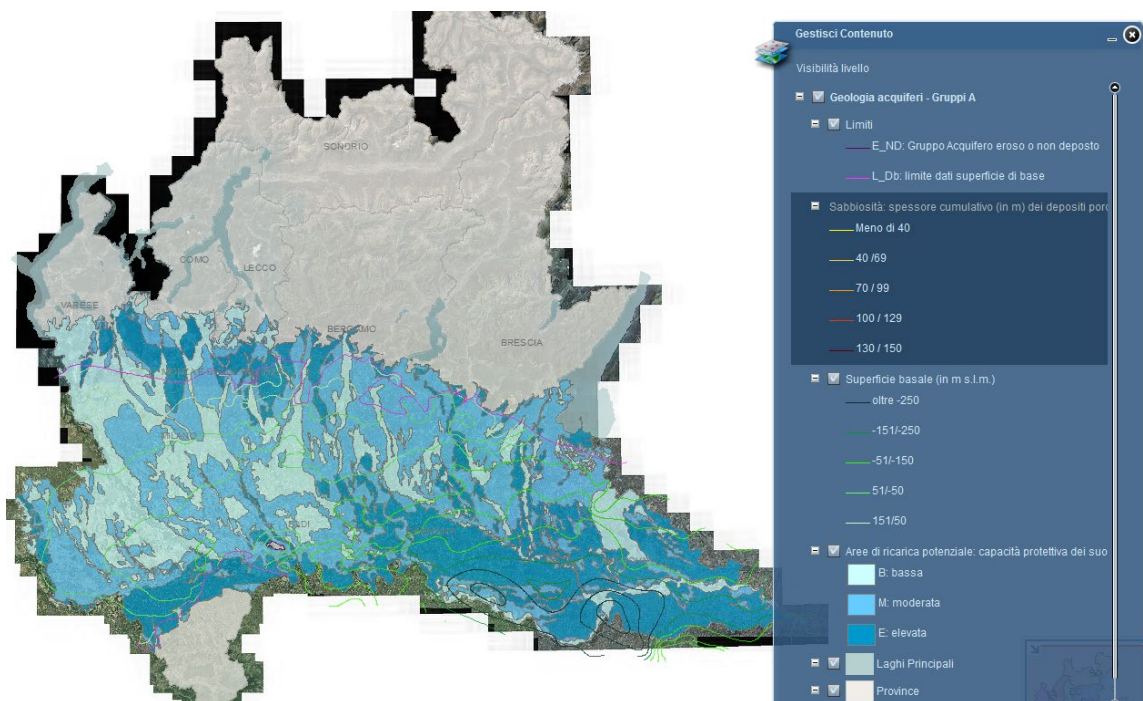 Gestisci Contenuto
Visibilità livello
Geologia acquiferi - Gruppi A
Limiti
E_ND: Gruppo Acquifero eroso o non deposto
L_Db: limite dati superficie di base
Sabbiosità: spessore cumulativo (in m) dei depositi porc
Meno di 40
40 /69
70 / 99
100 / 129
130 / 150
Superficie basale (in m s.l.m.)
oltre -250
-151/-250
-51/-150
51/-50
151/50
Aree di ricarica potenziale: capacità protettiva dei suo
B: bassa
M: moderata
E: elevata
Laghi Principali
Province
SONDRIO
COMO
LECCO
VARESE
BERGAMO
BRESCIA
LODI